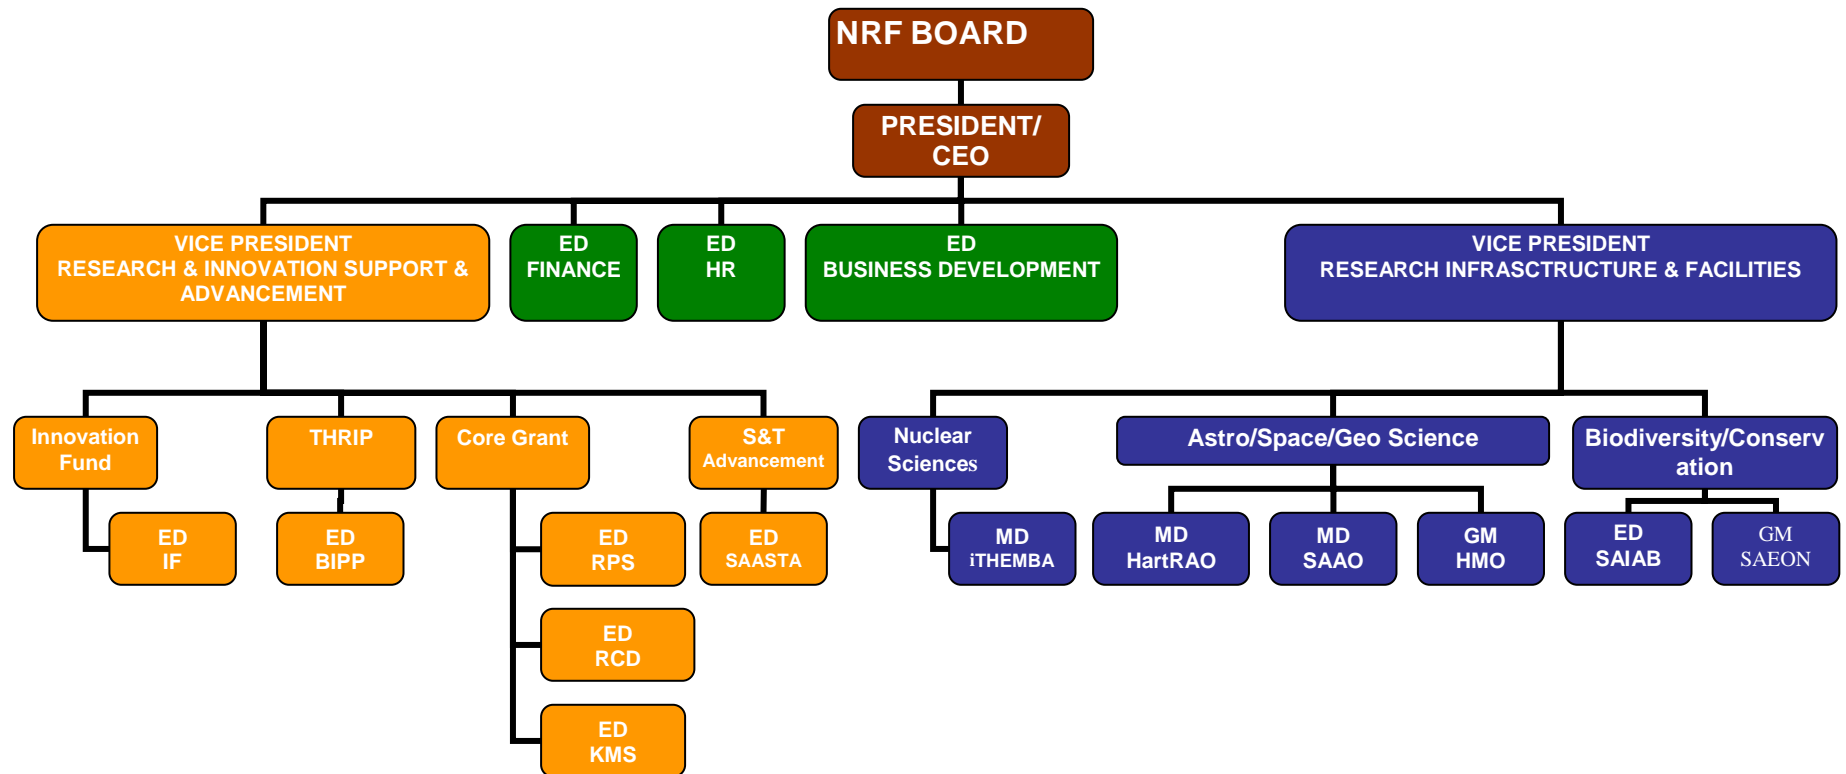 NRF BOARD
PRESIDENT/
CEO
VICE PRESIDENT
RESEARCH & INNOVATION SUPPORT &
ADVANCEMENT
ED
FINANCE
ED
HR
ED
BUSINESS DEVELOPMENT
VICE PRESIDENT
RESEARCH INFRASCTRUCTURE & FACILITIES
Innovation
Fund
THRIP
Core Grant
S&T
Advancement
Nuclear
Sciences
Astro/Space/Geo Science
Biodiversity/Conserv
ation
ED
IF
ED
BIPP
ED
RPS
ED
SAASTA
MD
iTHEMBA
MD
HartRAO
MD
SAAO
GM
HMO
ED
SAIAB
GM
SAEON
ED
RCD
ED
KMS